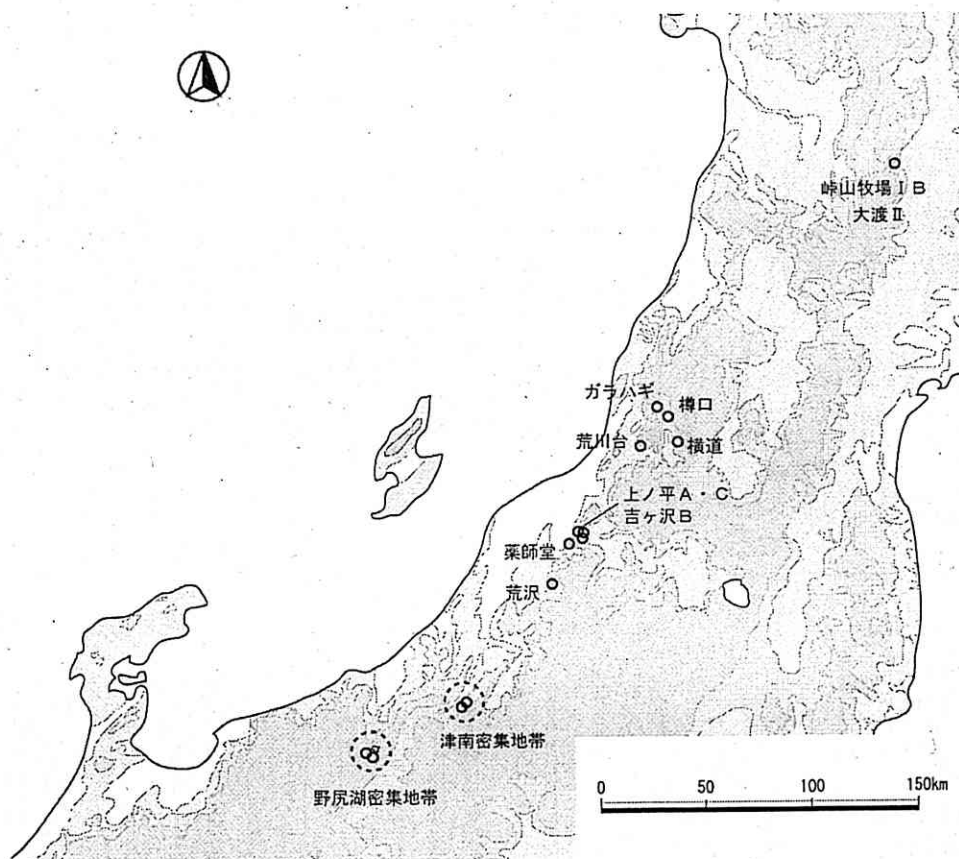 峠山牧場ⅠB
大渡Ⅱ
ガラハギ
樽口
荒川台
横道
上ノ平A・C
吉ヶ沢B
薬師堂
荒沢
津南密集地帯
野尻湖密集地帯
0 50 100 150km